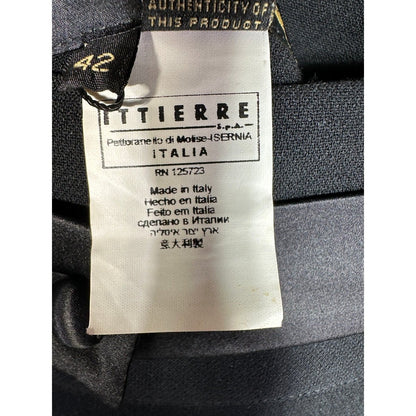 AUTHENTICITY OF
THIS PRODUCT
42
ITTIERRE
S.p.A.
Pettoranello di Molise-ISERNIA
ITALIA
RN 125723
Made in Italy
Hecho en Italia
Feito em Italia
сделано в Италии
ארץ יצור איטליה
意大利製